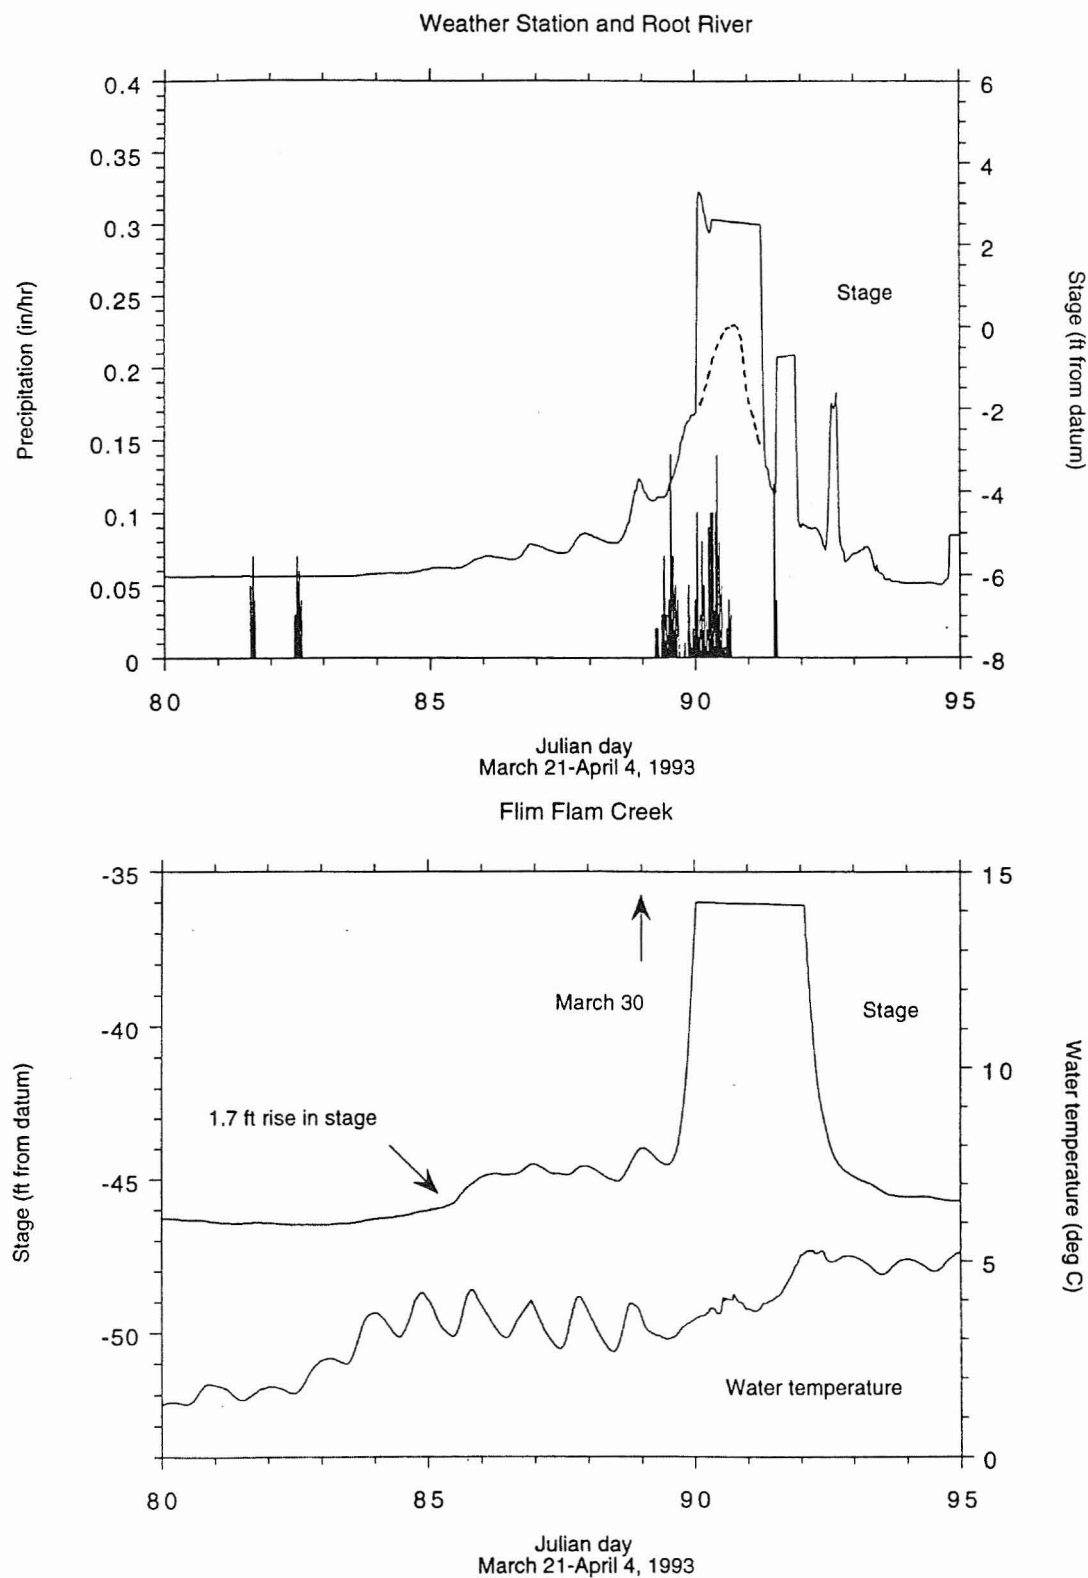 Weather Station and Root River
0.4
0.35
0.3
0.25
0.2
0.15
0.1
0.05
0
Precipitation (in/hr)
6
4
2
0
-2
-4
-6
-8
Stage (ft from datum)
Stage
80 85 90 95
Julian day
March 21-April 4, 1993
Flim Flam Creek
-35
-40
-45
-50
Stage (ft from datum)
15
10
5
0
Water temperature (deg C)
March 30
Stage
1.7 ft rise in stage
Water temperature
80 85 90 95
Julian day
March 21-April 4, 1993